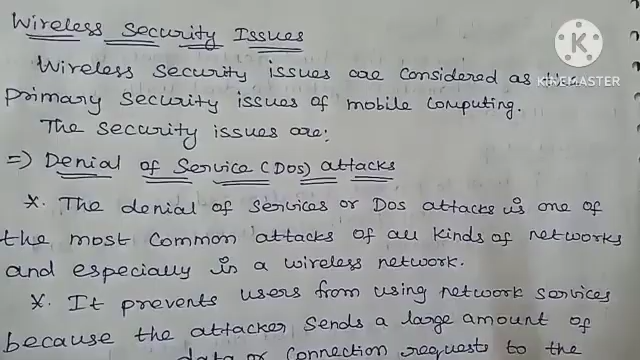 Wireless Security Issues
Wireless security issues are considered as the
primary security issues of mobile computing.
The security issues are:
=) Denial of Service (DOS) attacks
*. The denial of services or DOS attacks is one of
the most common attacks of all kinds of networks
and especially in a wireless network.
*. It prevents users from using network services
because the attacker sends a large amount of
data or connection requests to the
K
KINEMASTER